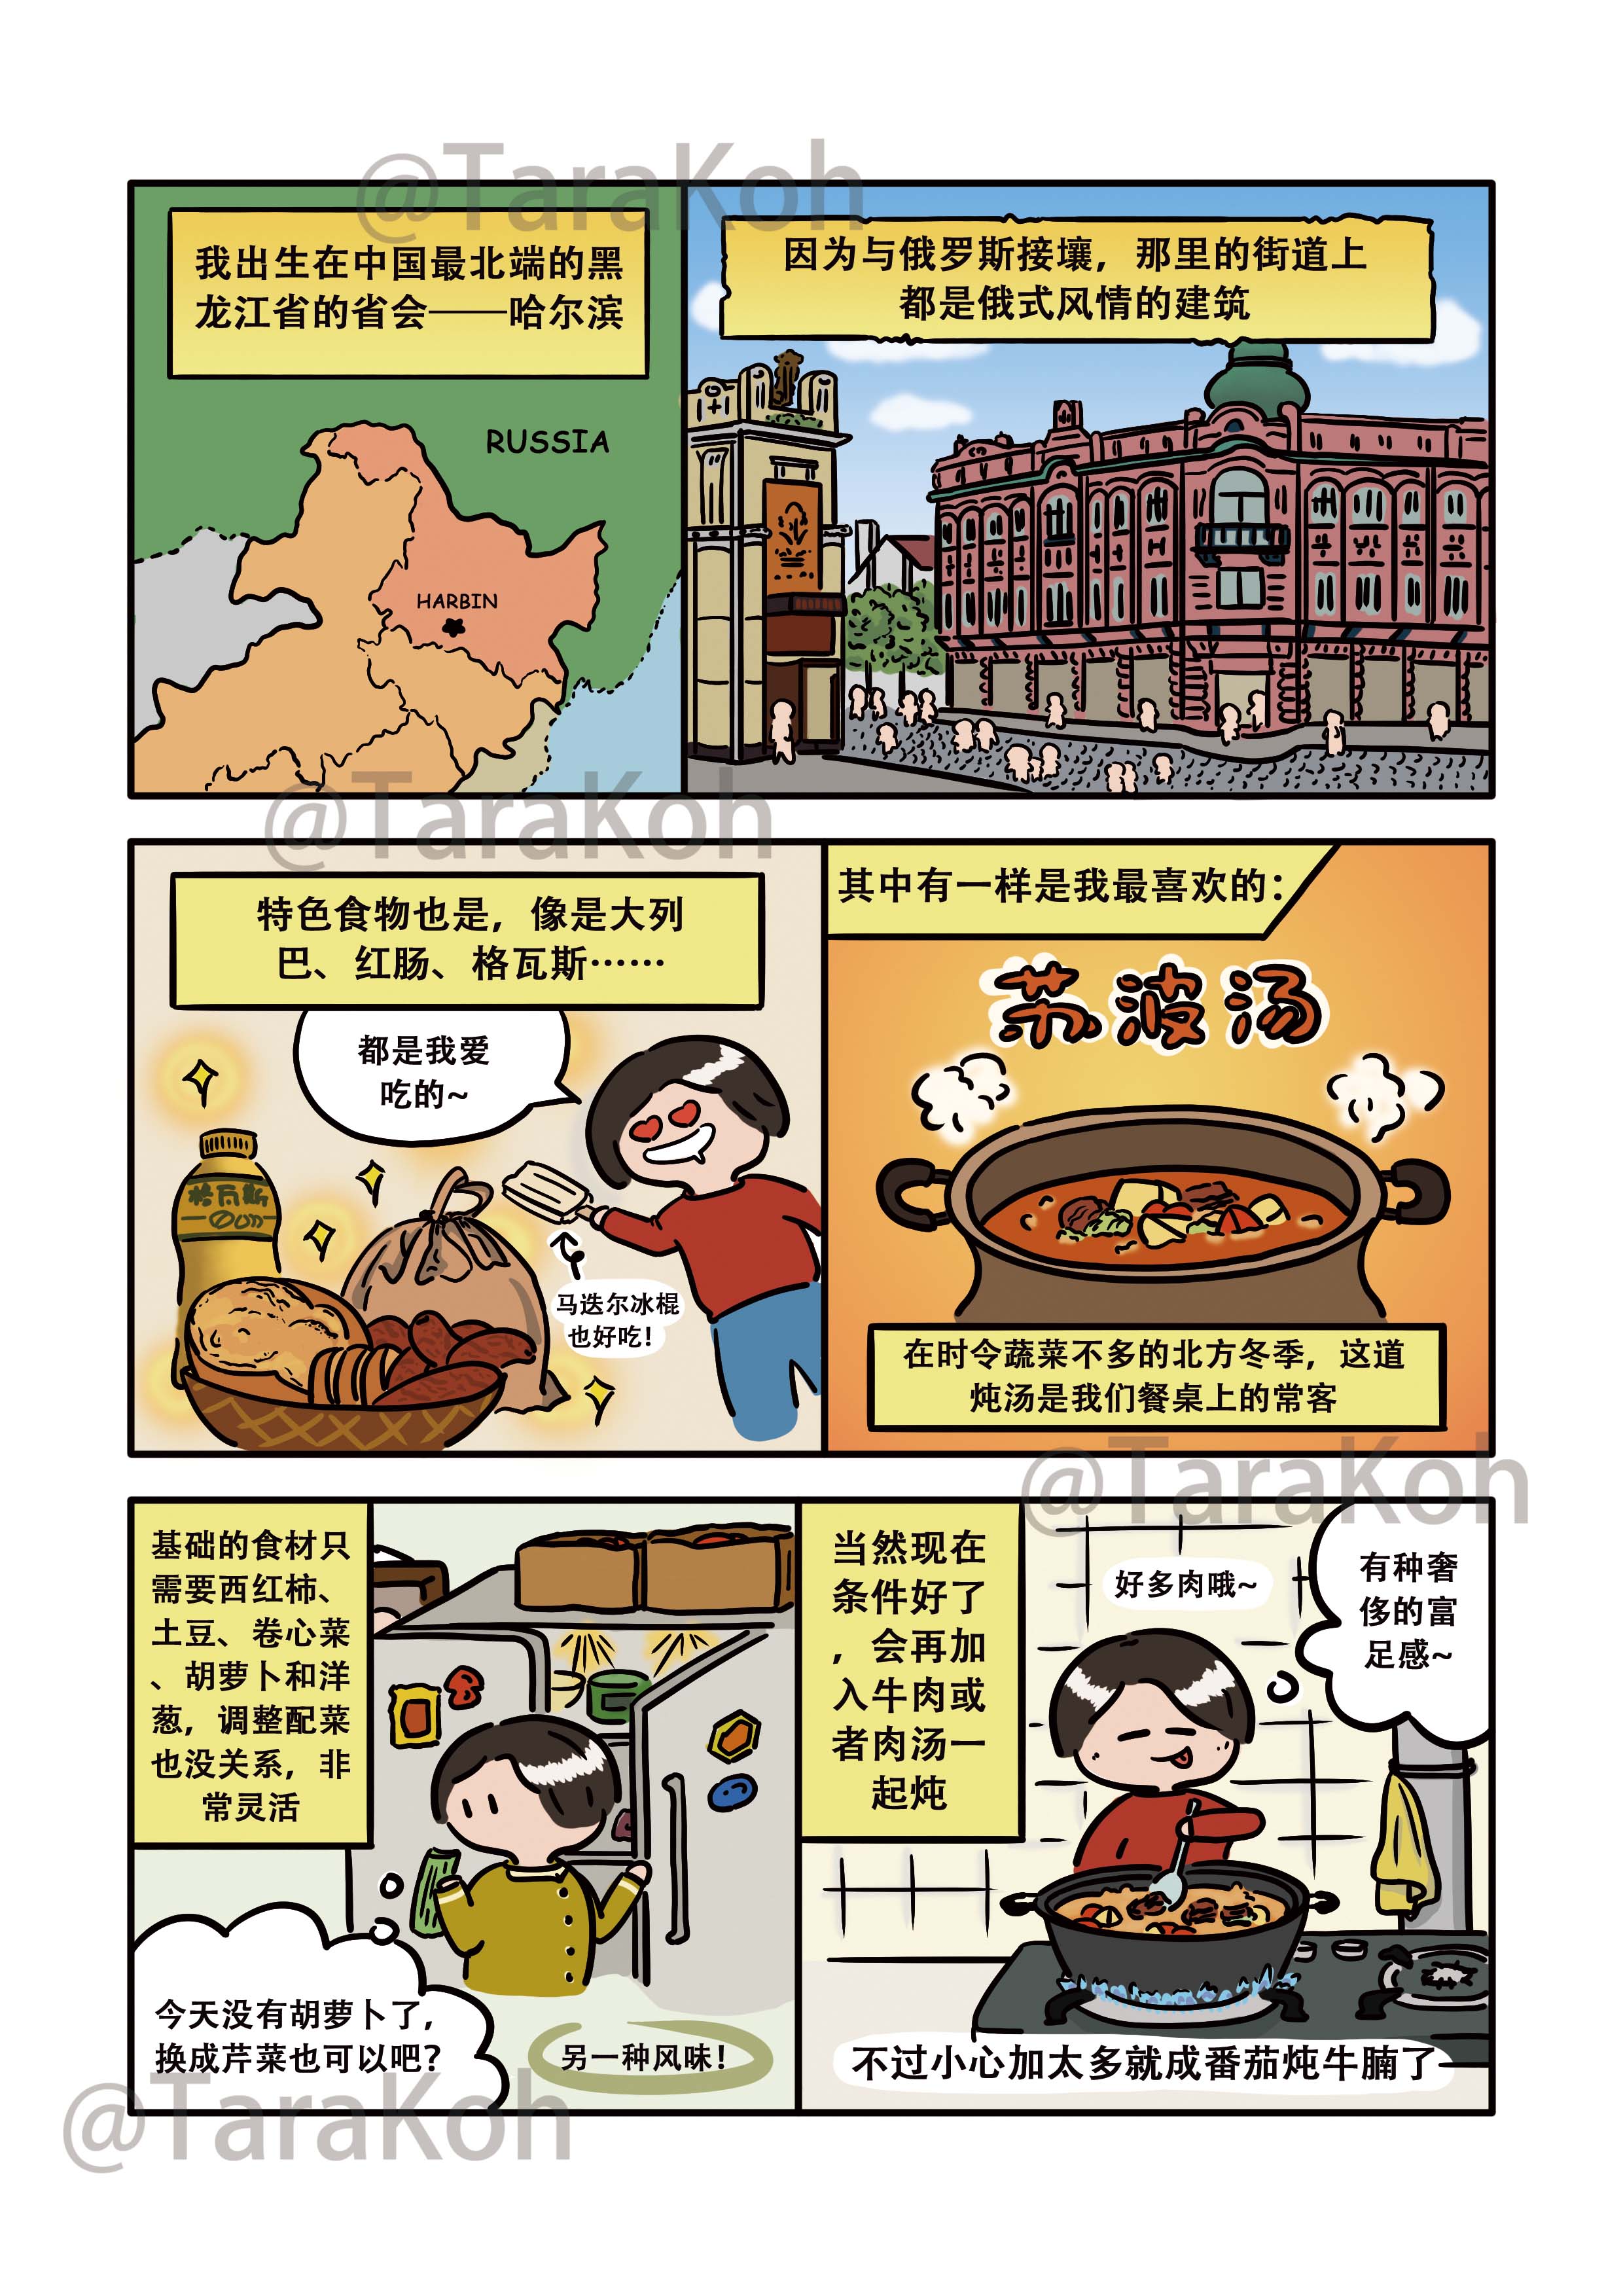 @TaraKoh
我出生在中国最北端的黑
龙江省的省会——哈尔滨
RUSSIA
HARBIN
因为与俄罗斯接壤，那里的街道上
都是俄式风情的建筑
@TaraKoh
特色食物也是，像是大列
巴、红肠、格瓦斯……
都是我爱
吃的~
格瓦斯
马迭尔冰棍
也好吃！
其中有一样是我最喜欢的：
苏波汤
在时令蔬菜不多的北方冬季，这道
炖汤是我们餐桌上的常客
@TaraKoh
基础的食材只
需要西红柿、
土豆、卷心菜
、胡萝卜和洋
葱，调整配菜
也没关系，非
常灵活
今天没有胡萝卜了，
换成芹菜也可以吧？
另一种风味！
当然现在
条件好了
，会再加
入牛肉或
者肉汤一
起炖
好多肉哦~
有种奢
侈的富
足感~
不过小心加太多就成番茄炖牛腩了
@TaraKoh